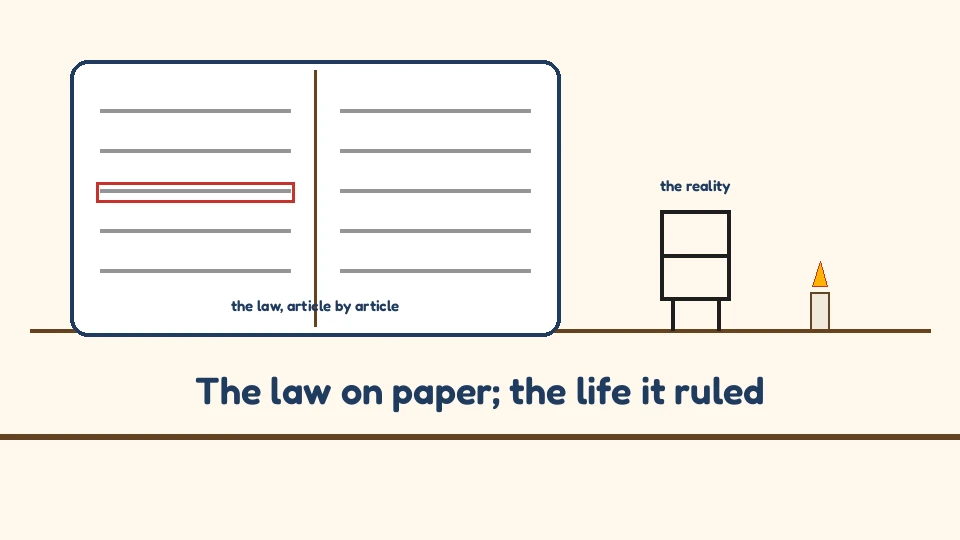 the reality
the law, article by article
The law on paper; the life it ruled